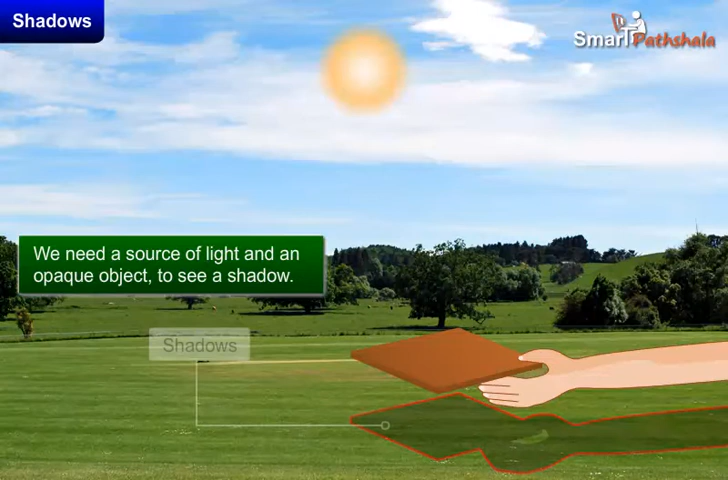 Shadows
SmarTPathshala
We need a source of light and an
opaque object, to see a shadow.
Shadows